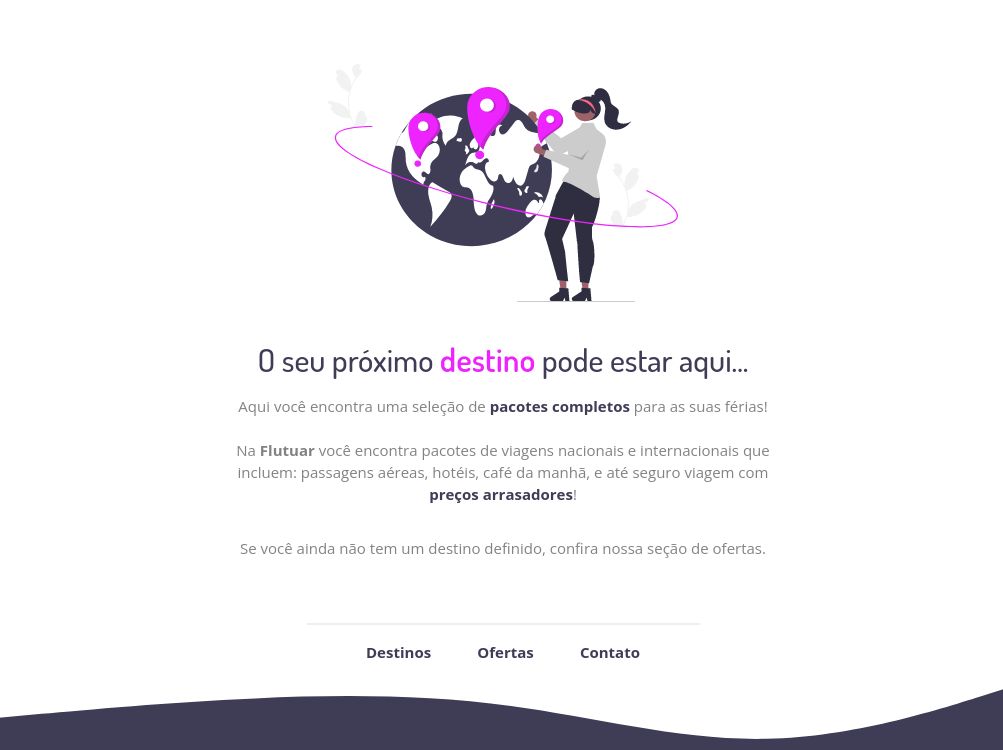 O seu próximo destino pode estar aqui...
Aqui você encontra uma seleção de pacotes completos para as suas férias!
Na Flutuar você encontra pacotes de viagens nacionais e internacionais que
incluem: passagens aéreas, hotéis, café da manhã, e até seguro viagem com
preços arrasadores!
Se você ainda não tem um destino definido, confira nossa seção de ofertas.
Destinos Ofertas Contato